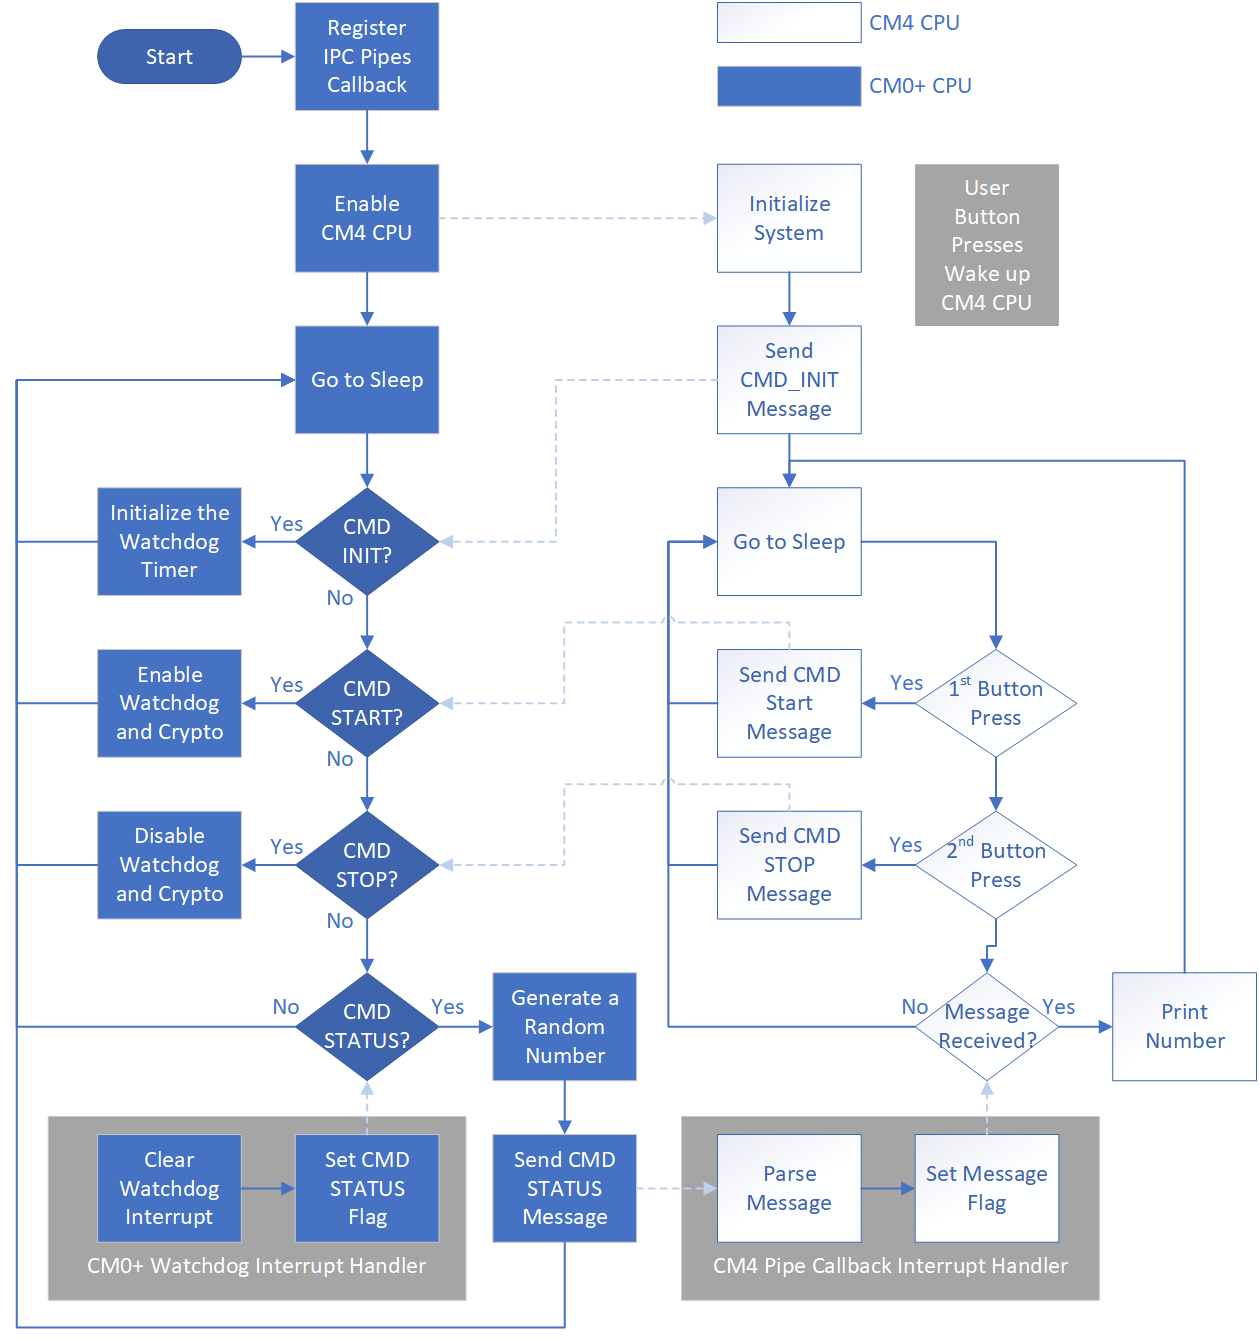 Start
Register
IPC Pipes
Callback
CM4 CPU
CM0+ CPU
Enable
CM4 CPU
Initialize
System
User
Button
Presses
Wake up
CM4 CPU
Go to Sleep
Send
CMD_INIT
Message
Initialize the
Watchdog
Timer
Yes
CMD
INIT?
No
Go to Sleep
Enable
Watchdog
and Crypto
Yes
CMD
START?
No
Send CMD
Start
Message
Yes
1st Button
Press
Disable
Watchdog
and Crypto
Yes
CMD
STOP?
No
Send CMD
STOP
Message
Yes
2nd Button
Press
No
CMD
STATUS?
Yes
Generate a
Random
Number
No
Message
Received?
Yes
Print
Number
Clear
Watchdog
Interrupt
Set CMD
STATUS
Flag
CM0+ Watchdog Interrupt Handler
Send CMD
STATUS
Message
Parse
Message
Set Message
Flag
CM4 Pipe Callback Interrupt Handler